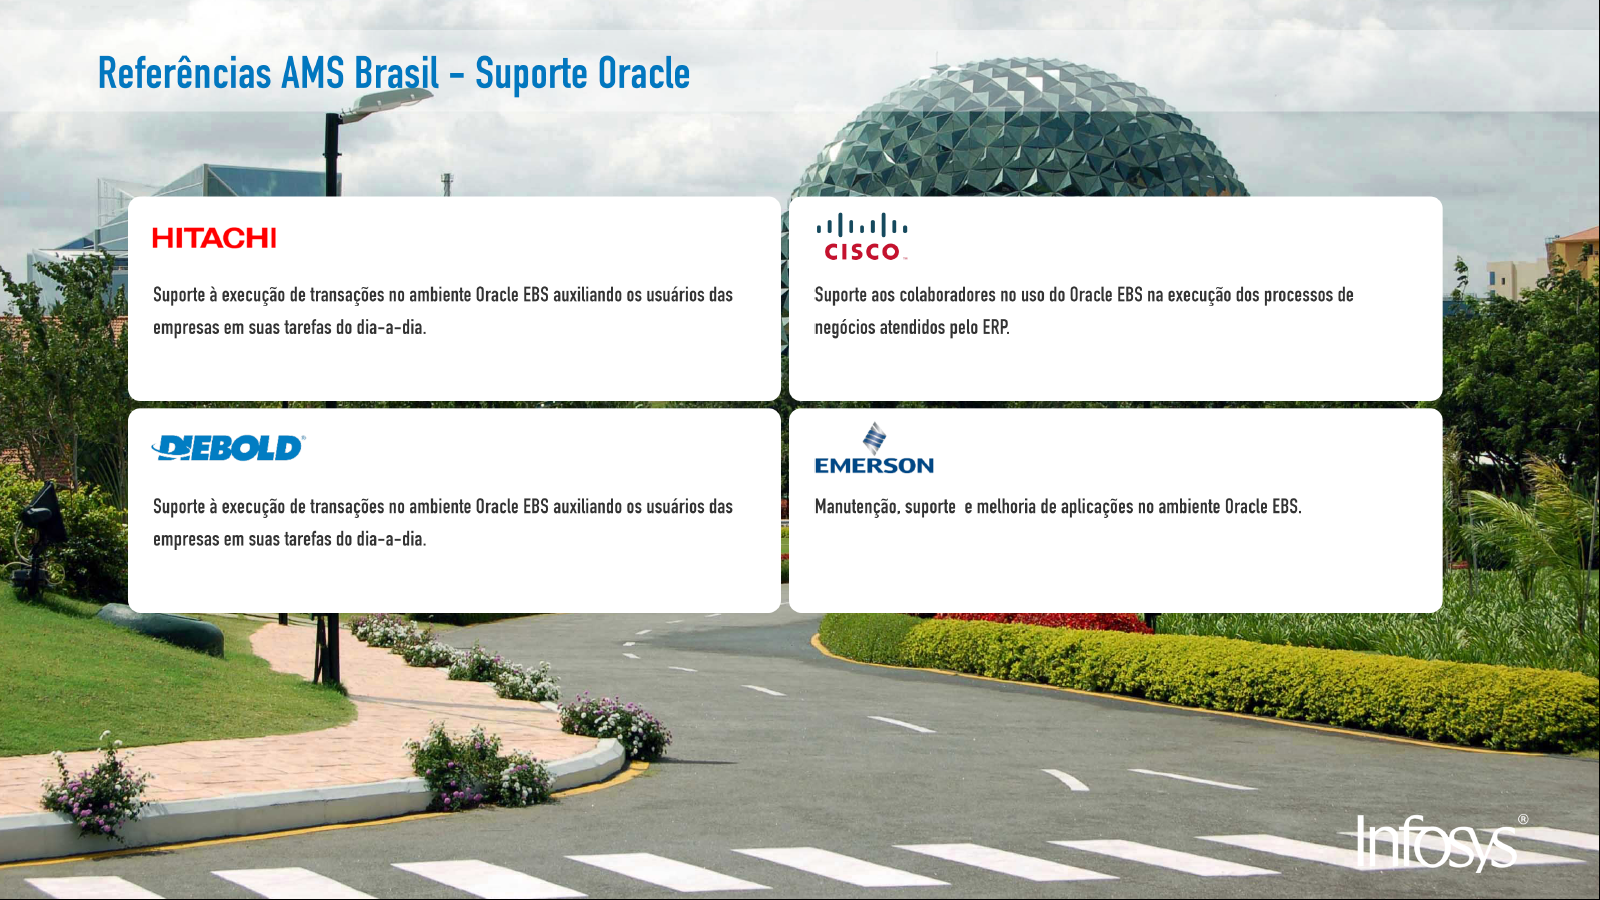 Referências AMS Brasil - Suporte Oracle
HITACHI
Suporte à execução de transações no ambiente Oracle EBS auxiliando os usuários das
empresas em suas tarefas do dia-a-dia.
CISCO
Suporte aos colaboradores no uso do Oracle EBS na execução dos processos de
negócios atendidos pelo ERP.
DIEBOLD®
Suporte à execução de transações no ambiente Oracle EBS auxiliando os usuários das
empresas em suas tarefas do dia-a-dia.
EMERSON
Manutenção, suporte  e melhoria de aplicações no ambiente Oracle EBS.
Infosys®